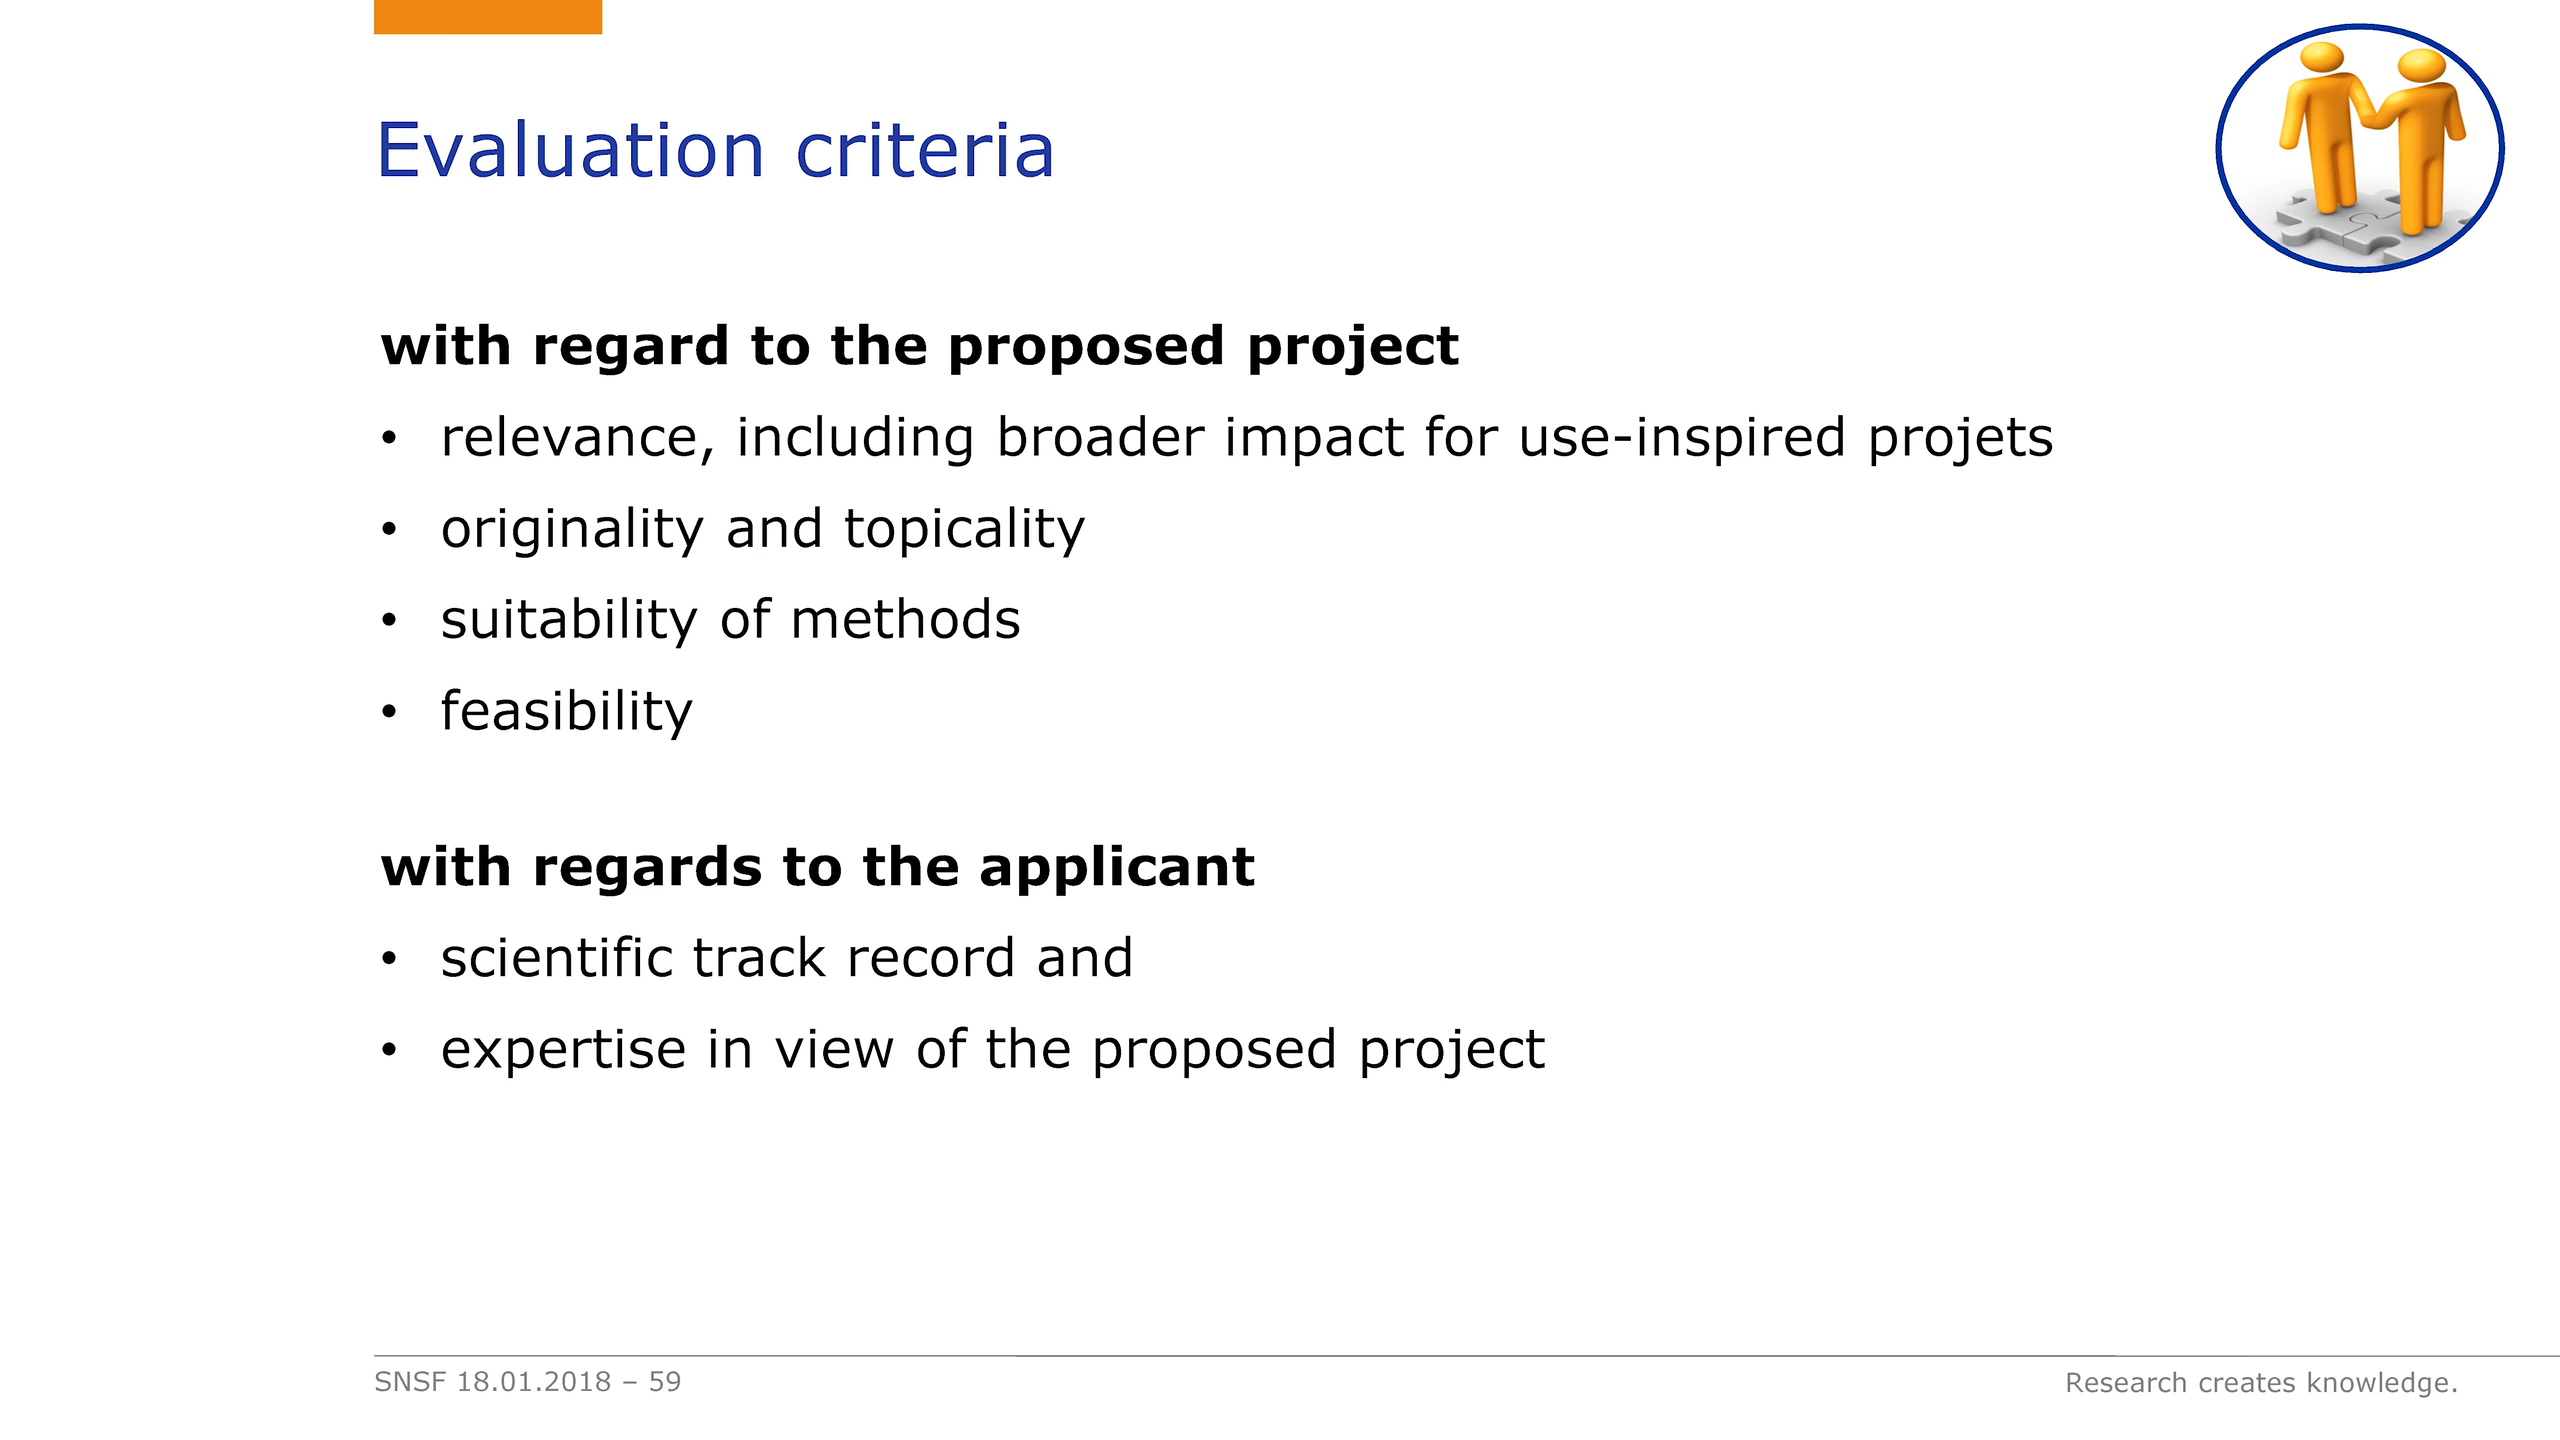 Evaluation criteria
with regard to the proposed project
• relevance, including broader impact for use-inspired projets
• originality and topicality
• suitability of methods
• feasibility
with regards to the applicant
• scientific track record and
• expertise in view of the proposed project
SNSF 18.01.2018 – 59
Research creates knowledge.